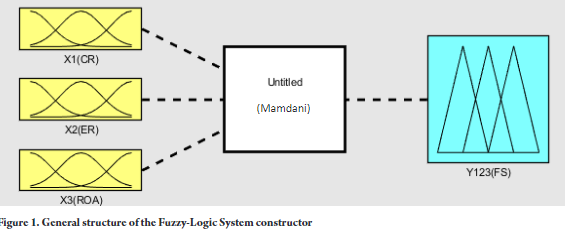 X1(CR)
X2(ER)
X3(ROA)
Untitled
(Mamdani)
Y123(FS)
Figure 1. General structure of the Fuzzy-Logic System constructor